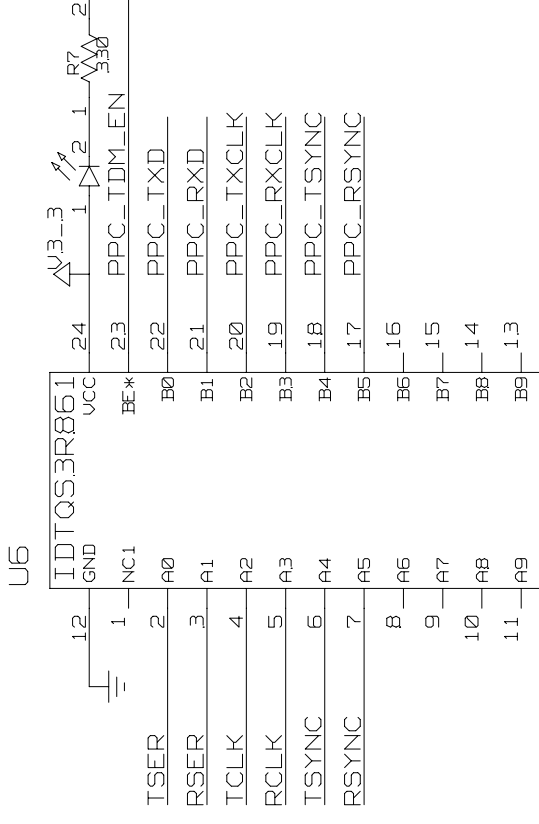 U6
IDTQS3R861
12 GND VCC 24 V3_3 1 2 1 R7 330 2
1 NC1 BE* 23 PPC_TDM_EN
TSER 2 A0 B0 22 PPC_TXD
RSER 3 A1 B1 21 PPC_RXD
TCLK 4 A2 B2 20 PPC_TXCLK
RCLK 5 A3 B3 19 PPC_RXCLK
TSYNC 6 A4 B4 18 PPC_TSYNC
RSYNC 7 A5 B5 17 PPC_RSYNC
8 A6 B6 16
9 A7 B7 15
10 A8 B8 14
11 A9 B9 13